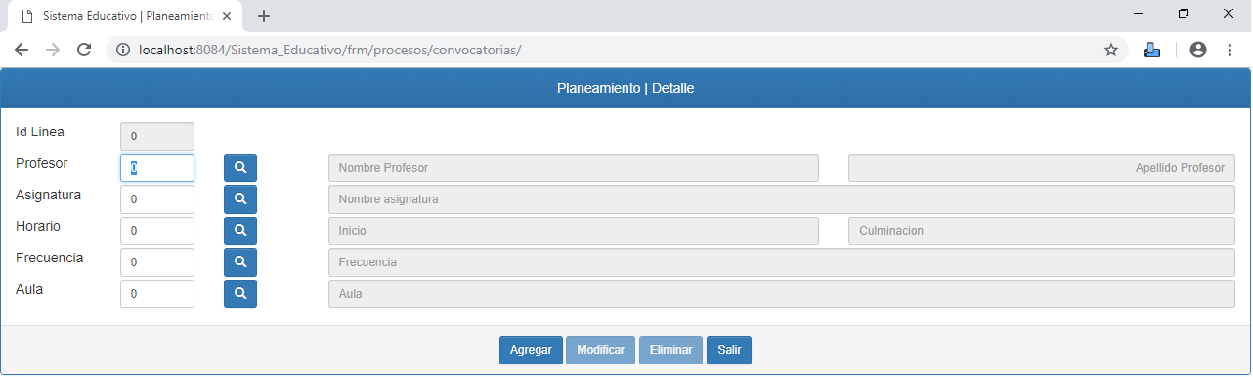 Sistema Educativo | Planeamiento
localhost:8084/Sistema_Educativo/frm/procesos/convocatorias/
Planeamiento | Detalle
Id Linea 0
Profesor 0 Nombre Profesor Apellido Profesor
Asignatura 0 Nombre asignatura
Horario 0 Inicio Culminacion
Frecuencia 0 Frecuencia
Aula 0 Aula
Agregar Modificar Eliminar Salir